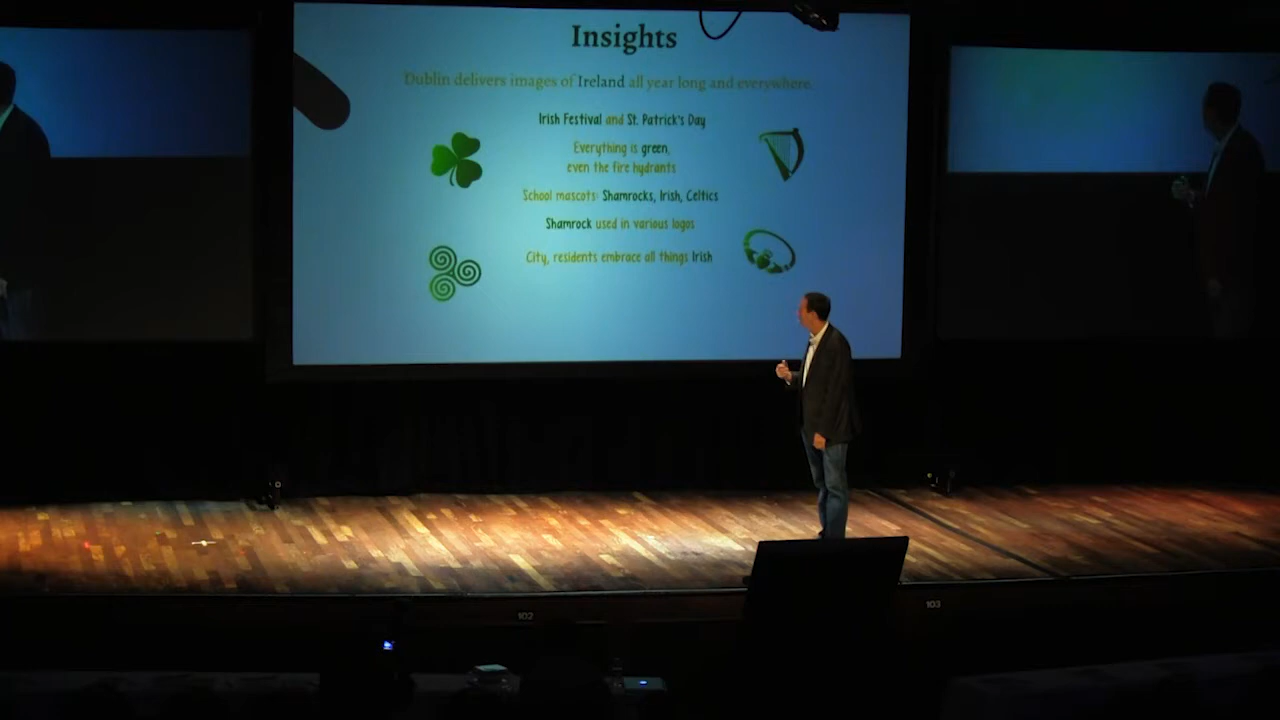 Insights
Dublin delivers images of Ireland all year long and everywhere.
Irish Festival and St. Patrick's Day
Everything is green,
even the fire hydrants
School mascots: Shamrocks, Irish, Celtics
Shamrock used in various logos
City, residents embrace all things Irish
102
103